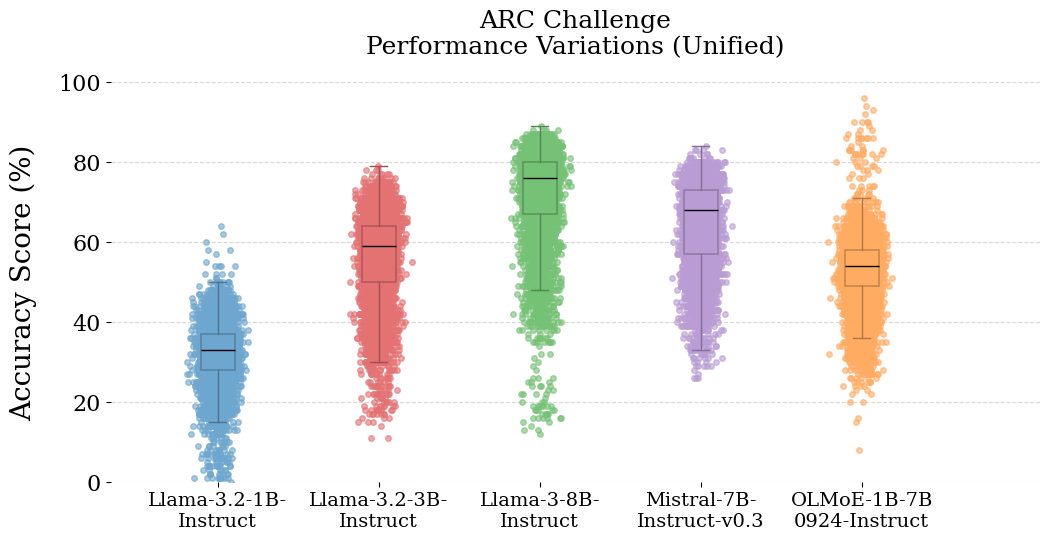 ARC Challenge
Performance Variations (Unified)
Accuracy Score (%)
100
80
60
40
20
0
Llama-3.2-1B-
Instruct
Llama-3.2-3B-
Instruct
Llama-3-8B-
Instruct
Mistral-7B-
Instruct-v0.3
OLMoE-1B-7B
0924-Instruct